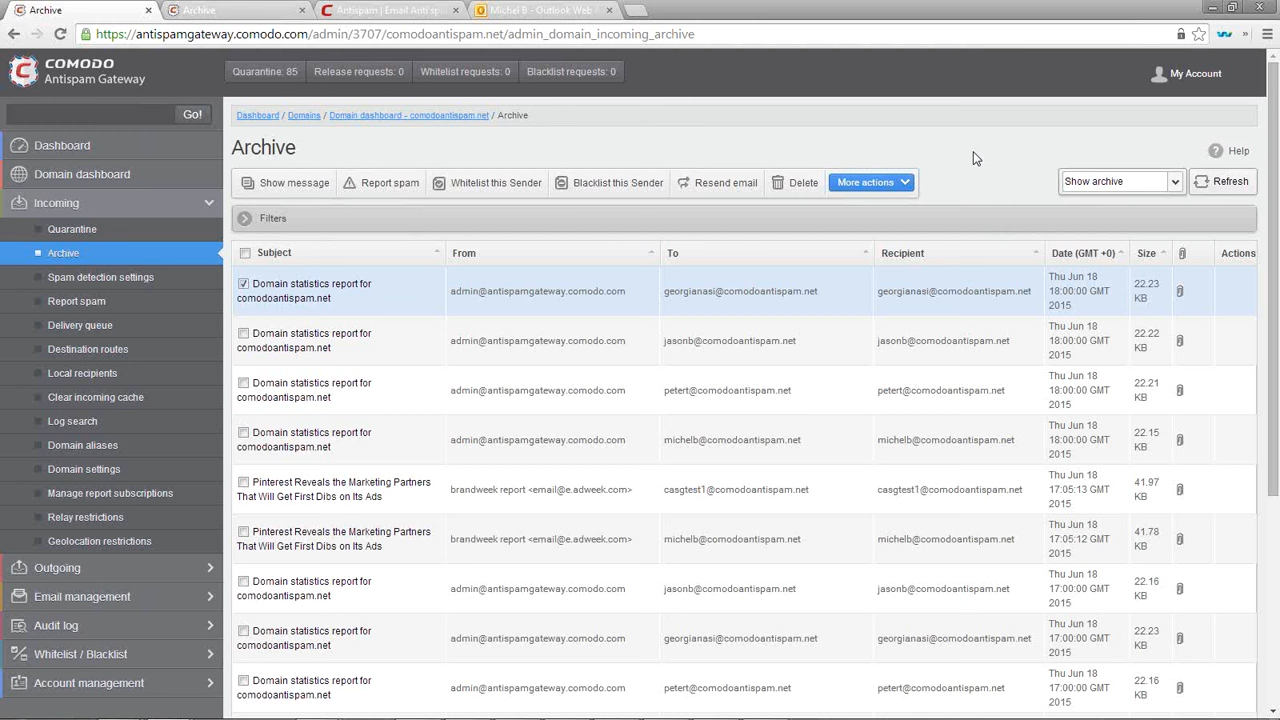 Archive
Archive
Antispam | Email Anti sp
Michel B - Outlook Web A
https://antispamgateway.comodo.com/admin/3707/comodoantispam.net/admin_domain_incoming_archive
COMODO
Antispam Gateway
Quarantine: 85
Release requests: 0
Whitelist requests: 0
Blacklist requests: 0
My Account
Go!
Dashboard
Domain dashboard
Incoming
Quarantine
Archive
Spam detection settings
Report spam
Delivery queue
Destination routes
Local recipients
Clear incoming cache
Log search
Domain aliases
Domain settings
Manage report subscriptions
Relay restrictions
Geolocation restrictions
Outgoing
Email management
Audit log
Whitelist / Blacklist
Account management
Dashboard / Domains / Domain dashboard - comodoantispam.net / Archive
Archive
Help
Show message
Report spam
Whitelist this Sender
Blacklist this Sender
Resend email
Delete
More actions
Show archive
Refresh
Filters
Subject From To Recipient Date (GMT +0) Size Actions
Domain statistics report for
comodoantispam.net
admin@antispamgateway.comodo.com
georgianasi@comodoantispam.net
georgianasi@comodoantispam.net
Thu Jun 18
18:00:00 GMT
2015
22.23
KB
Domain statistics report for
comodoantispam.net
admin@antispamgateway.comodo.com
jasonb@comodoantispam.net
jasonb@comodoantispam.net
Thu Jun 18
18:00:00 GMT
2015
22.22
KB
Domain statistics report for
comodoantispam.net
admin@antispamgateway.comodo.com
petert@comodoantispam.net
petert@comodoantispam.net
Thu Jun 18
18:00:00 GMT
2015
22.21
KB
Domain statistics report for
comodoantispam.net
admin@antispamgateway.comodo.com
michelb@comodoantispam.net
michelb@comodoantispam.net
Thu Jun 18
18:00:00 GMT
2015
22.15
KB
Pinterest Reveals the Marketing Partners
That Will Get First Dibs on Its Ads
brandweek report <email@e.adweek.com>
casgtest1@comodoantispam.net
casgtest1@comodoantispam.net
Thu Jun 18
17:05:13 GMT
2015
41.97
KB
Pinterest Reveals the Marketing Partners
That Will Get First Dibs on Its Ads
brandweek report <email@e.adweek.com>
michelb@comodoantispam.net
michelb@comodoantispam.net
Thu Jun 18
17:05:12 GMT
2015
41.78
KB
Domain statistics report for
comodoantispam.net
admin@antispamgateway.comodo.com
jasonb@comodoantispam.net
jasonb@comodoantispam.net
Thu Jun 18
17:00:00 GMT
2015
22.16
KB
Domain statistics report for
comodoantispam.net
admin@antispamgateway.comodo.com
georgianasi@comodoantispam.net
georgianasi@comodoantispam.net
Thu Jun 18
17:00:00 GMT
2015
22.23
KB
Domain statistics report for
comodoantispam.net
admin@antispamgateway.comodo.com
petert@comodoantispam.net
petert@comodoantispam.net
Thu Jun 18
17:00:00 GMT
2015
22.16
KB